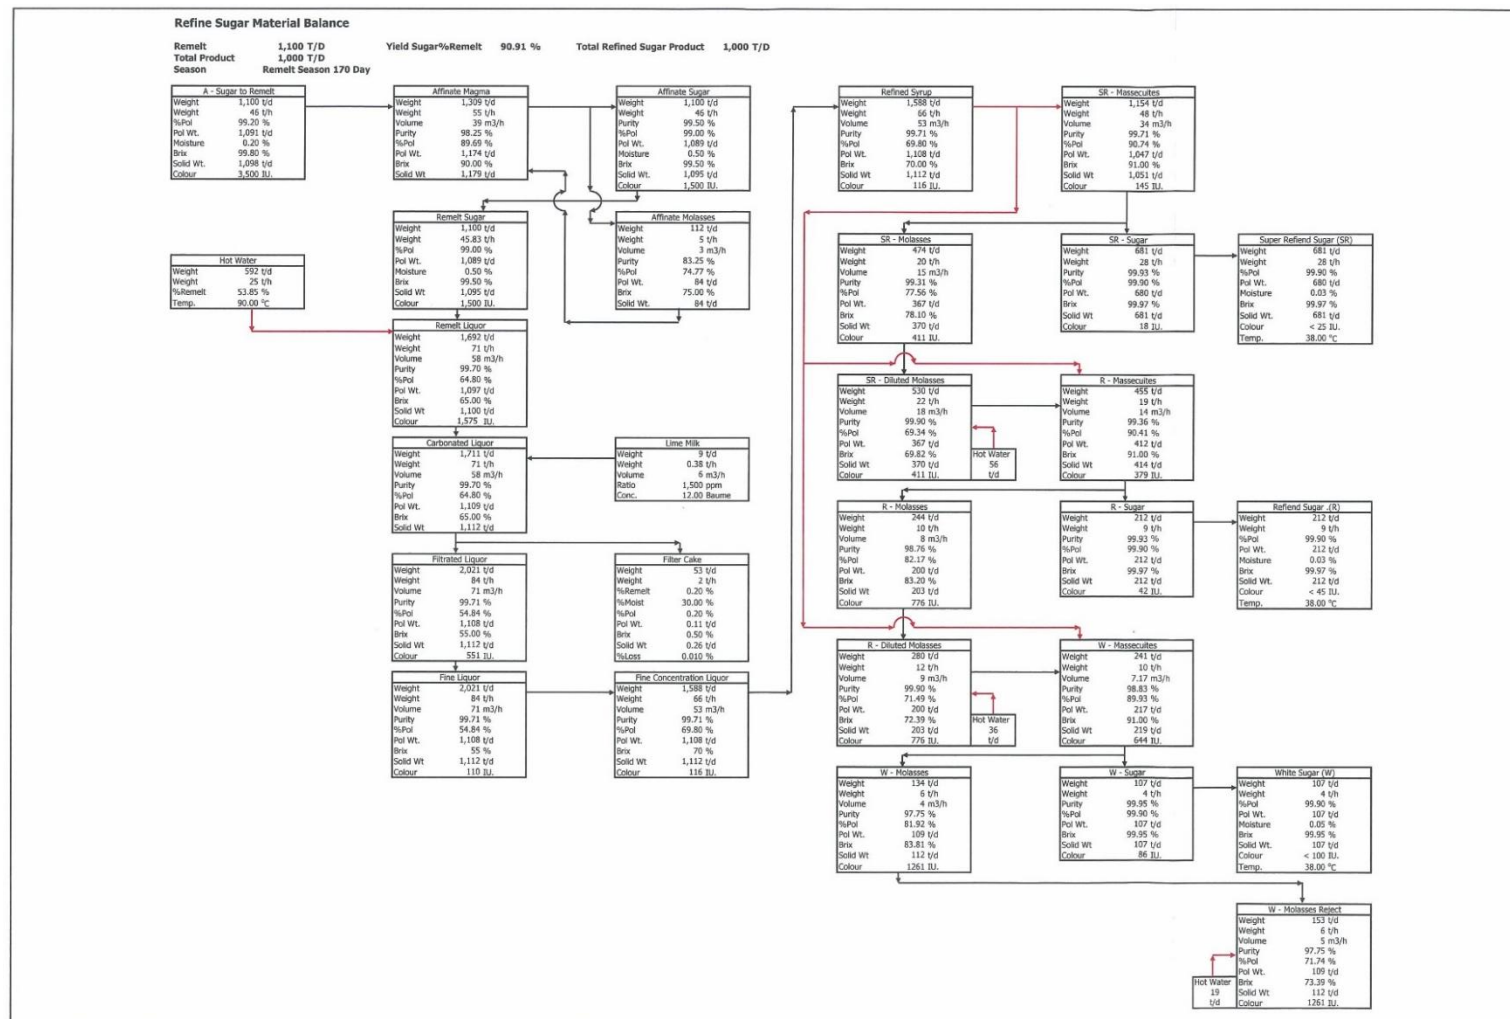 Refine Sugar Material Balance
Remelt 1,100 T/D Yield Sugar%Remelt 90.91 % Total Refined Sugar Product 1,000 T/D
Total Product 1,000 T/D
Season Remelt Season 170 Day
A - Sugar to Remelt
Weight 1,100 t/d
Weight 46 t/h
%Pol 99.20 %
Pol Wt. 1,091 t/d
Moisture 0.20 %
Brix 99.80 %
Solid Wt. 1,098 t/d
Colour 3,500 IU.
Affinate Magma
Weight 1,309 t/d
Weight 55 t/h
Volume 39 m3/h
Purity 98.25 %
%Pol 89.69 %
Pol Wt. 1,174 t/d
Brix 90.00 %
Solid Wt 1,179 t/d
Affinate Sugar
Weight 1,100 t/d
Weight 46 t/h
Purity 99.50 %
%Pol 99.00 %
Pol Wt. 1,089 t/d
Moisture 0.50 %
Brix 99.50 %
Solid Wt. 1,095 t/d
Colour 1,500 IU.
Remelt Sugar
Weight 1,100 t/d
Weight 45.83 t/h
%Pol 99.00 %
Pol Wt. 1,089 t/d
Moisture 0.50 %
Brix 99.50 %
Solid Wt 1,095 t/d
Colour 1,500 IU.
Affinate Molasses
Weight 112 t/d
Weight 5 t/h
Volume 3 m3/h
Purity 83.25 %
%Pol 74.77 %
Pol Wt. 84 t/d
Brix 75.00 %
Solid Wt. 84 t/d
Hot Water
Weight 592 t/d
Weight 25 t/h
%Remelt 53.85 %
Temp. 90.00 °C
Remelt Liquor
Weight 1,692 t/d
Weight 71 t/h
Volume 58 m3/h
Purity 99.70 %
%Pol 64.80 %
Pol Wt. 1,097 t/d
Brix 65.00 %
Solid Wt 1,100 t/d
Colour 1,575 IU.
Carbonated Liquor
Weight 1,711 t/d
Weight 71 t/h
Volume 58 m3/h
Purity 99.70 %
%Pol 64.80 %
Pol Wt. 1,109 t/d
Brix 65.00 %
Solid Wt 1,112 t/d
Lime Milk
Weight 9 t/d
Weight 0.38 t/h
Volume 6 m3/h
Ratio 1,500 ppm
Conc. 12.00 Baume
Filtrated Liquor
Weight 2,021 t/d
Weight 84 t/h
Volume 71 m3/h
Purity 99.71 %
%Pol 54.84 %
Pol Wt. 1,108 t/d
Brix 55.00 %
Solid Wt 1,112 t/d
Colour 551 IU.
Filter Cake
Weight 53 t/d
Weight 2 t/h
%Remelt 0.20 %
%Moist 30.00 %
%Pol 0.20 %
Pol Wt. 0.11 t/d
Brix 0.50 %
Solid Wt 0.26 t/d
%Loss 0.010 %
Fine Liquor
Weight 2,021 t/d
Weight 84 t/h
Volume 71 m3/h
Purity 99.71 %
%Pol 54.84 %
Pol Wt. 1,108 t/d
Brix 55 %
Solid Wt 1,112 t/d
Colour 110 IU.
Fine Concentration Liquor
Weight 1,588 t/d
Weight 66 t/h
Volume 53 m3/h
Purity 99.71 %
%Pol 69.80 %
Pol Wt. 1,108 t/d
Brix 70 %
Solid Wt 1,112 t/d
Colour 116 IU.
Refined Syrup
Weight 1,588 t/d
Weight 66 t/h
Volume 53 m3/h
Purity 99.71 %
%Pol 69.80 %
Pol Wt. 1,108 t/d
Brix 70.00 %
Solid Wt 1,112 t/d
Colour 116 IU.
SR - Massecuites
Weight 1,154 t/d
Weight 48 t/h
Volume 34 m3/h
Purity 99.71 %
%Pol 90.74 %
Pol Wt. 1,047 t/d
Brix 91.00 %
Solid Wt 1,051 t/d
Colour 145 IU.
SR - Molasses
Weight 474 t/d
Weight 20 t/h
Volume 15 m3/h
Purity 99.31 %
%Pol 77.56 %
Pol Wt. 367 t/d
Brix 78.10 %
Solid Wt 370 t/d
Colour 411 IU.
SR - Sugar
Weight 681 t/d
Weight 28 t/h
Purity 99.93 %
%Pol 99.90 %
Pol Wt. 680 t/d
Brix 99.97 %
Solid Wt 681 t/d
Colour 18 IU.
Super Refiend Sugar (SR)
Weight 681 t/d
Weight 28 t/h
%Pol 99.90 %
Pol Wt. 680 t/d
Moisture 0.03 %
Brix 99.97 %
Solid Wt. 681 t/d
Colour < 25 IU.
Temp. 38.00 °C
SR - Diluted Molasses
Weight 530 t/d
Weight 22 t/h
Volume 18 m3/h
Purity 99.90 %
%Pol 69.34 %
Pol Wt. 367 t/d
Brix 69.82 %
Solid Wt 370 t/d
Colour 411 IU.
Hot Water
56
t/d
R - Massecuites
Weight 455 t/d
Weight 19 t/h
Volume 14 m3/h
Purity 99.36 %
%Pol 90.41 %
Pol Wt. 412 t/d
Brix 91.00 %
Solid Wt 414 t/d
Colour 379 IU.
R - Molasses
Weight 244 t/d
Weight 10 t/h
Volume 8 m3/h
Purity 98.76 %
%Pol 82.17 %
Pol Wt. 200 t/d
Brix 83.20 %
Solid Wt 203 t/d
Colour 776 IU.
R - Sugar
Weight 212 t/d
Weight 9 t/h
Purity 99.93 %
%Pol 99.90 %
Pol Wt. 212 t/d
Brix 99.97 %
Solid Wt 212 t/d
Colour 42 IU.
Refiend Sugar .(R)
Weight 212 t/d
Weight 9 t/h
%Pol 99.90 %
Pol Wt. 212 t/d
Moisture 0.03 %
Brix 99.97 %
Solid Wt. 212 t/d
Colour < 45 IU.
Temp. 38.00 °C
R - Diluted Molasses
Weight 280 t/d
Weight 12 t/h
Volume 9 m3/h
Purity 99.90 %
%Pol 71.49 %
Pol Wt. 200 t/d
Brix 72.39 %
Solid Wt 203 t/d
Colour 776 IU.
Hot Water
36
t/d
W - Massecuites
Weight 241 t/d
Weight 10 t/h
Volume 7.17 m3/h
Purity 98.83 %
%Pol 89.93 %
Pol Wt. 217 t/d
Brix 91.00 %
Solid Wt 219 t/d
Colour 644 IU.
W - Molasses
Weight 134 t/d
Weight 6 t/h
Volume 4 m3/h
Purity 97.75 %
%Pol 81.92 %
Pol Wt. 109 t/d
Brix 83.81 %
Solid Wt 112 t/d
Colour 1261 IU.
W - Sugar
Weight 107 t/d
Weight 4 t/h
Purity 99.95 %
%Pol 99.90 %
Pol Wt. 107 t/d
Brix 99.95 %
Solid Wt 107 t/d
Colour 86 IU.
White Sugar (W)
Weight 107 t/d
Weight 4 t/h
%Pol 99.90 %
Pol Wt. 107 t/d
Moisture 0.05 %
Brix 99.95 %
Solid Wt. 107 t/d
Colour < 100 IU.
Temp. 38.00 °C
W - Molasses Reject
Weight 153 t/d
Weight 6 t/h
Volume 5 m3/h
Purity 97.75 %
%Pol 71.74 %
Pol Wt. 109 t/d
Brix 73.39 %
Solid Wt 112 t/d
Colour 1261 IU.
Hot Water
19
t/d